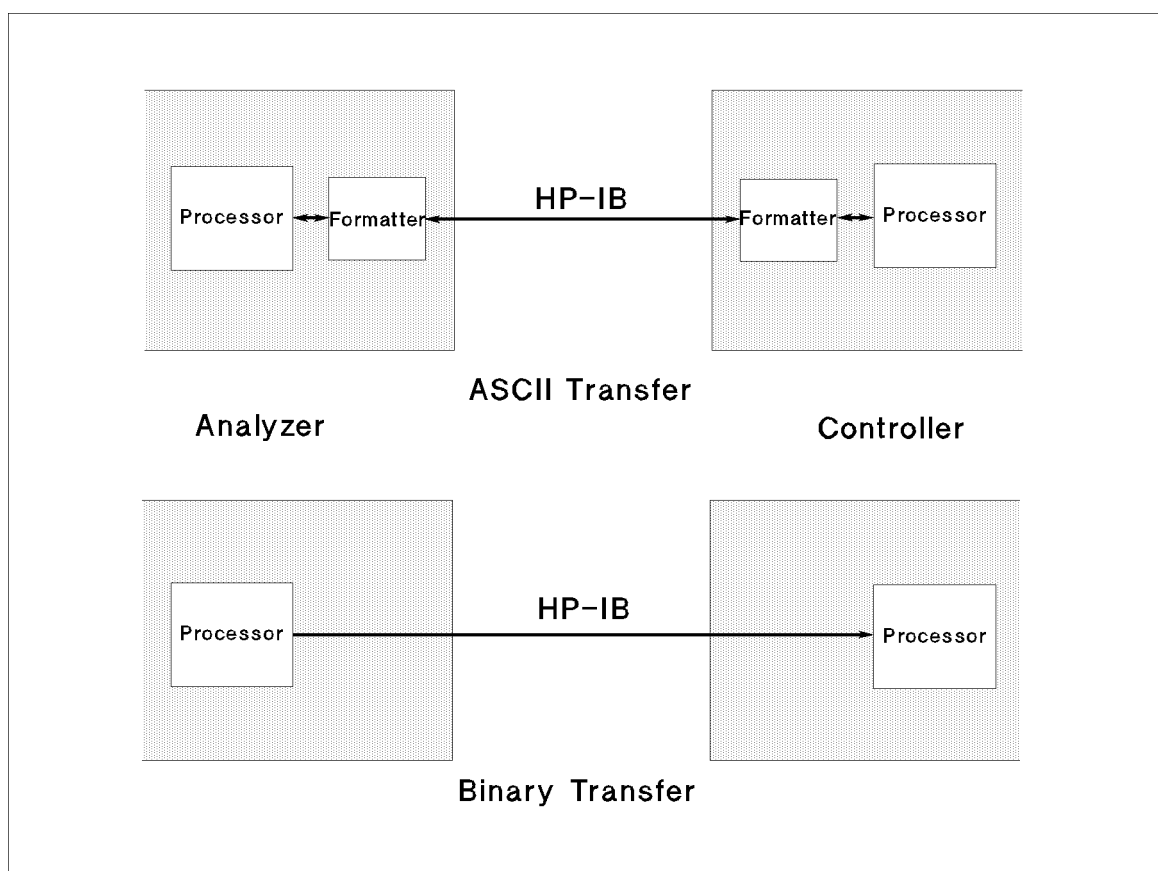 HP-IB
Processor
Formatter
Formatter
Processor
ASCII Transfer
Analyzer
Controller
HP-IB
Processor
Processor
Binary Transfer